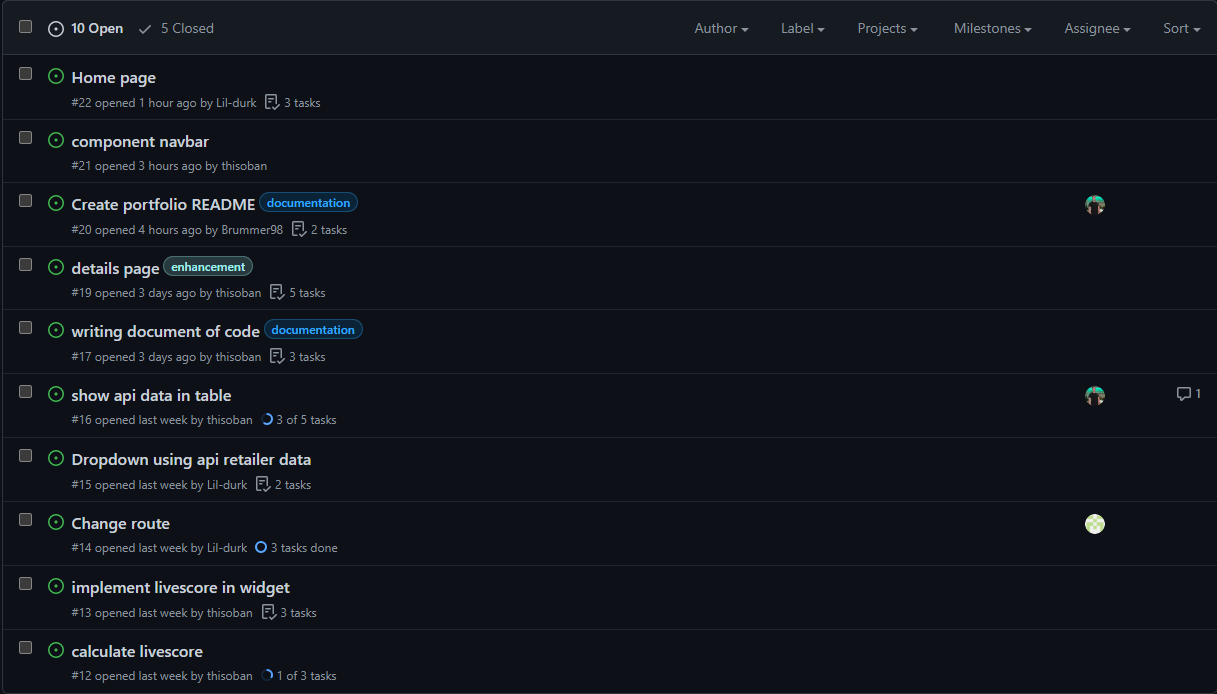 10 Open 5 Closed Author Label Projects Milestones Assignee Sort
Home page
#22 opened 1 hour ago by Lil-durk 3 tasks
component navbar
#21 opened 3 hours ago by thisoban
Create portfolio README documentation
#20 opened 4 hours ago by Brummer98 2 tasks
details page enhancement
#19 opened 3 days ago by thisoban 5 tasks
writing document of code documentation
#17 opened 3 days ago by thisoban 3 tasks
show api data in table 1
#16 opened last week by thisoban 3 of 5 tasks
Dropdown using api retailer data
#15 opened last week by Lil-durk 2 tasks
Change route
#14 opened last week by Lil-durk 3 tasks done
implement livescore in widget
#13 opened last week by thisoban 3 tasks
calculate livescore
#12 opened last week by thisoban 1 of 3 tasks